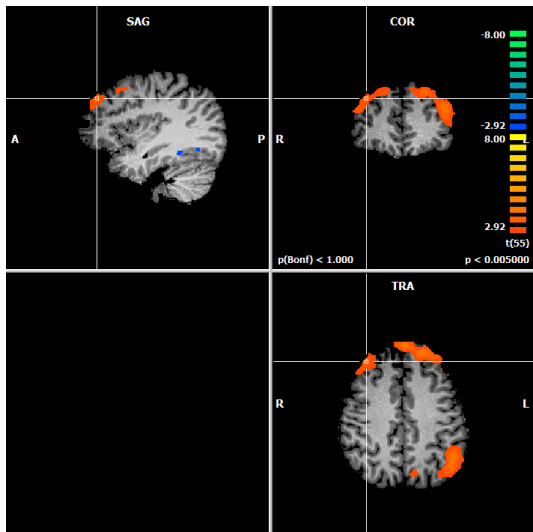 SAG
A
P
COR
R
-8.00
-2.92
8.00
L
2.92
t(55)
p(Bonf) < 1.000
p < 0.005000
TRA
R
L